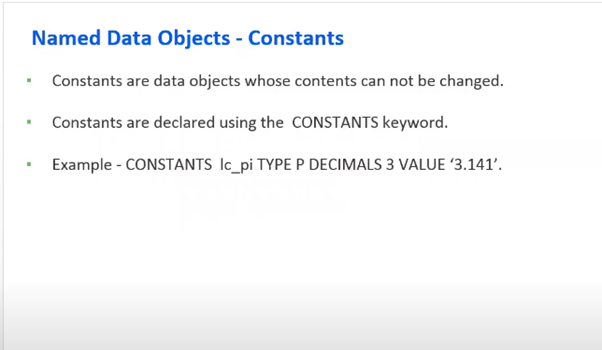 Named Data Objects - Constants
▪ Constants are data objects whose contents can not be changed.
▪ Constants are declared using the CONSTANTS keyword.
▪ Example - CONSTANTS lc_pi TYPE P DECIMALS 3 VALUE ‘3.141’.